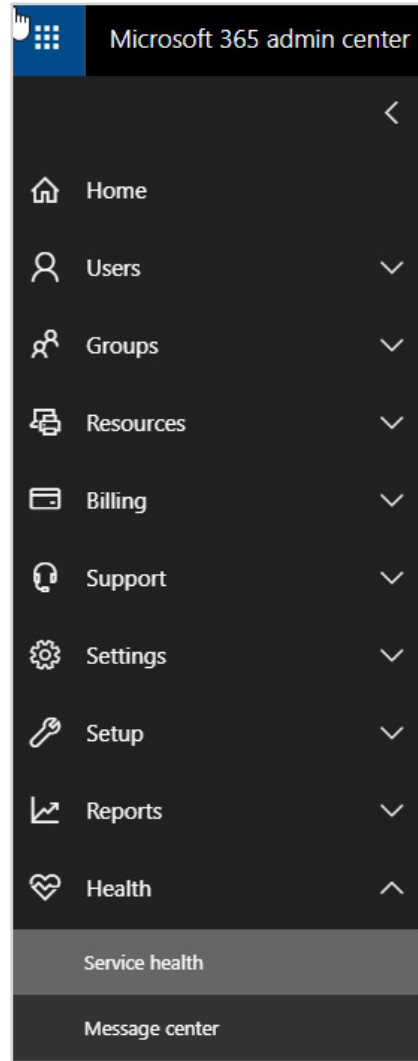 Microsoft 365 admin center
Home
Users
Groups
Resources
Billing
Support
Settings
Setup
Reports
Health
Service health
Message center